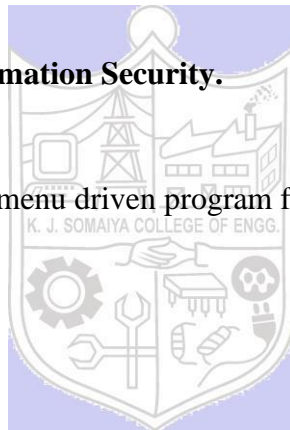 mation Security.
menu driven program f
K. J. SOMAIYA COLLEGE OF ENGG.